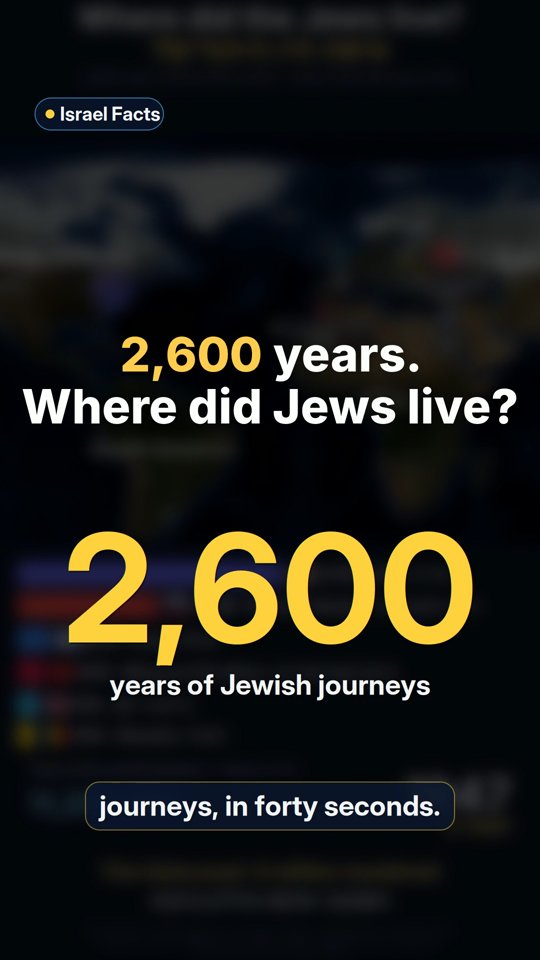 Israel Facts
2,600 years.
Where did Jews live?
2,600
years of Jewish journeys
journeys, in forty seconds.